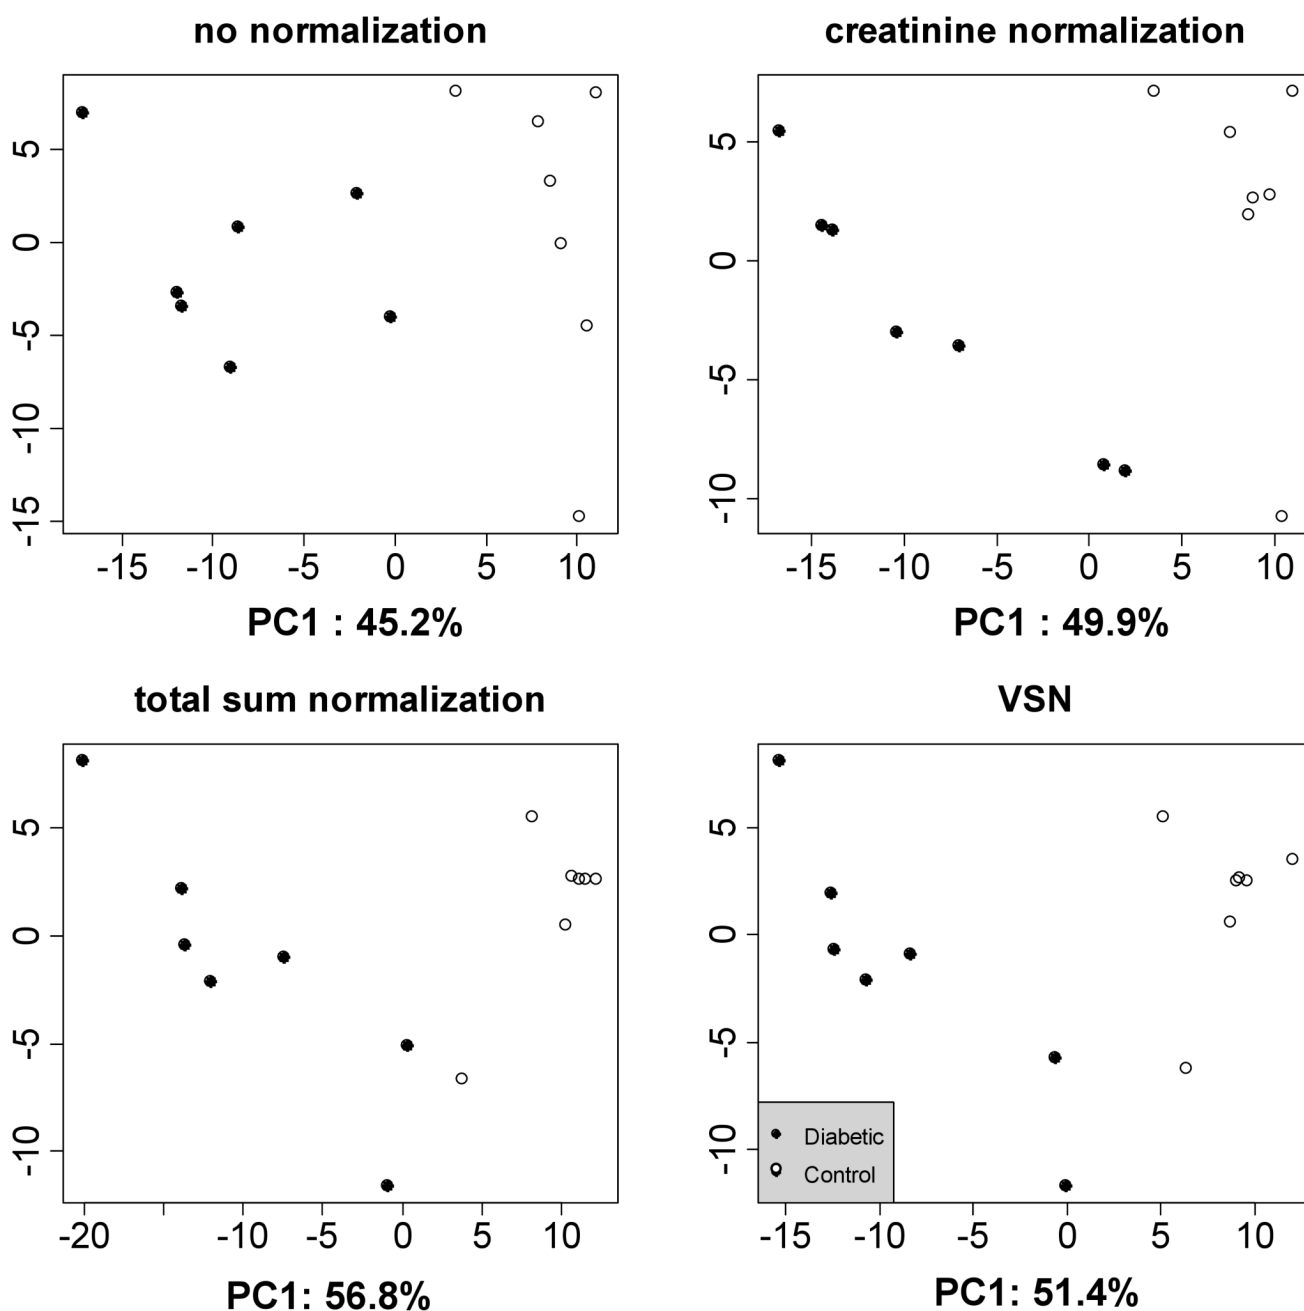 no normalization
5
0
-5
-10
-15
-15 -10 -5 0 5 10
PC1 : 45.2%
creatinine normalization
5
0
-5
-10
-15 -10 -5 0 5 10
PC1 : 49.9%
total sum normalization
5
0
-5
-10
-20 -10 -5 0 5 10
PC1: 56.8%
VSN
5
0
-5
-10
Diabetic
Control
-15 -10 -5 0 5 10
PC1: 51.4%